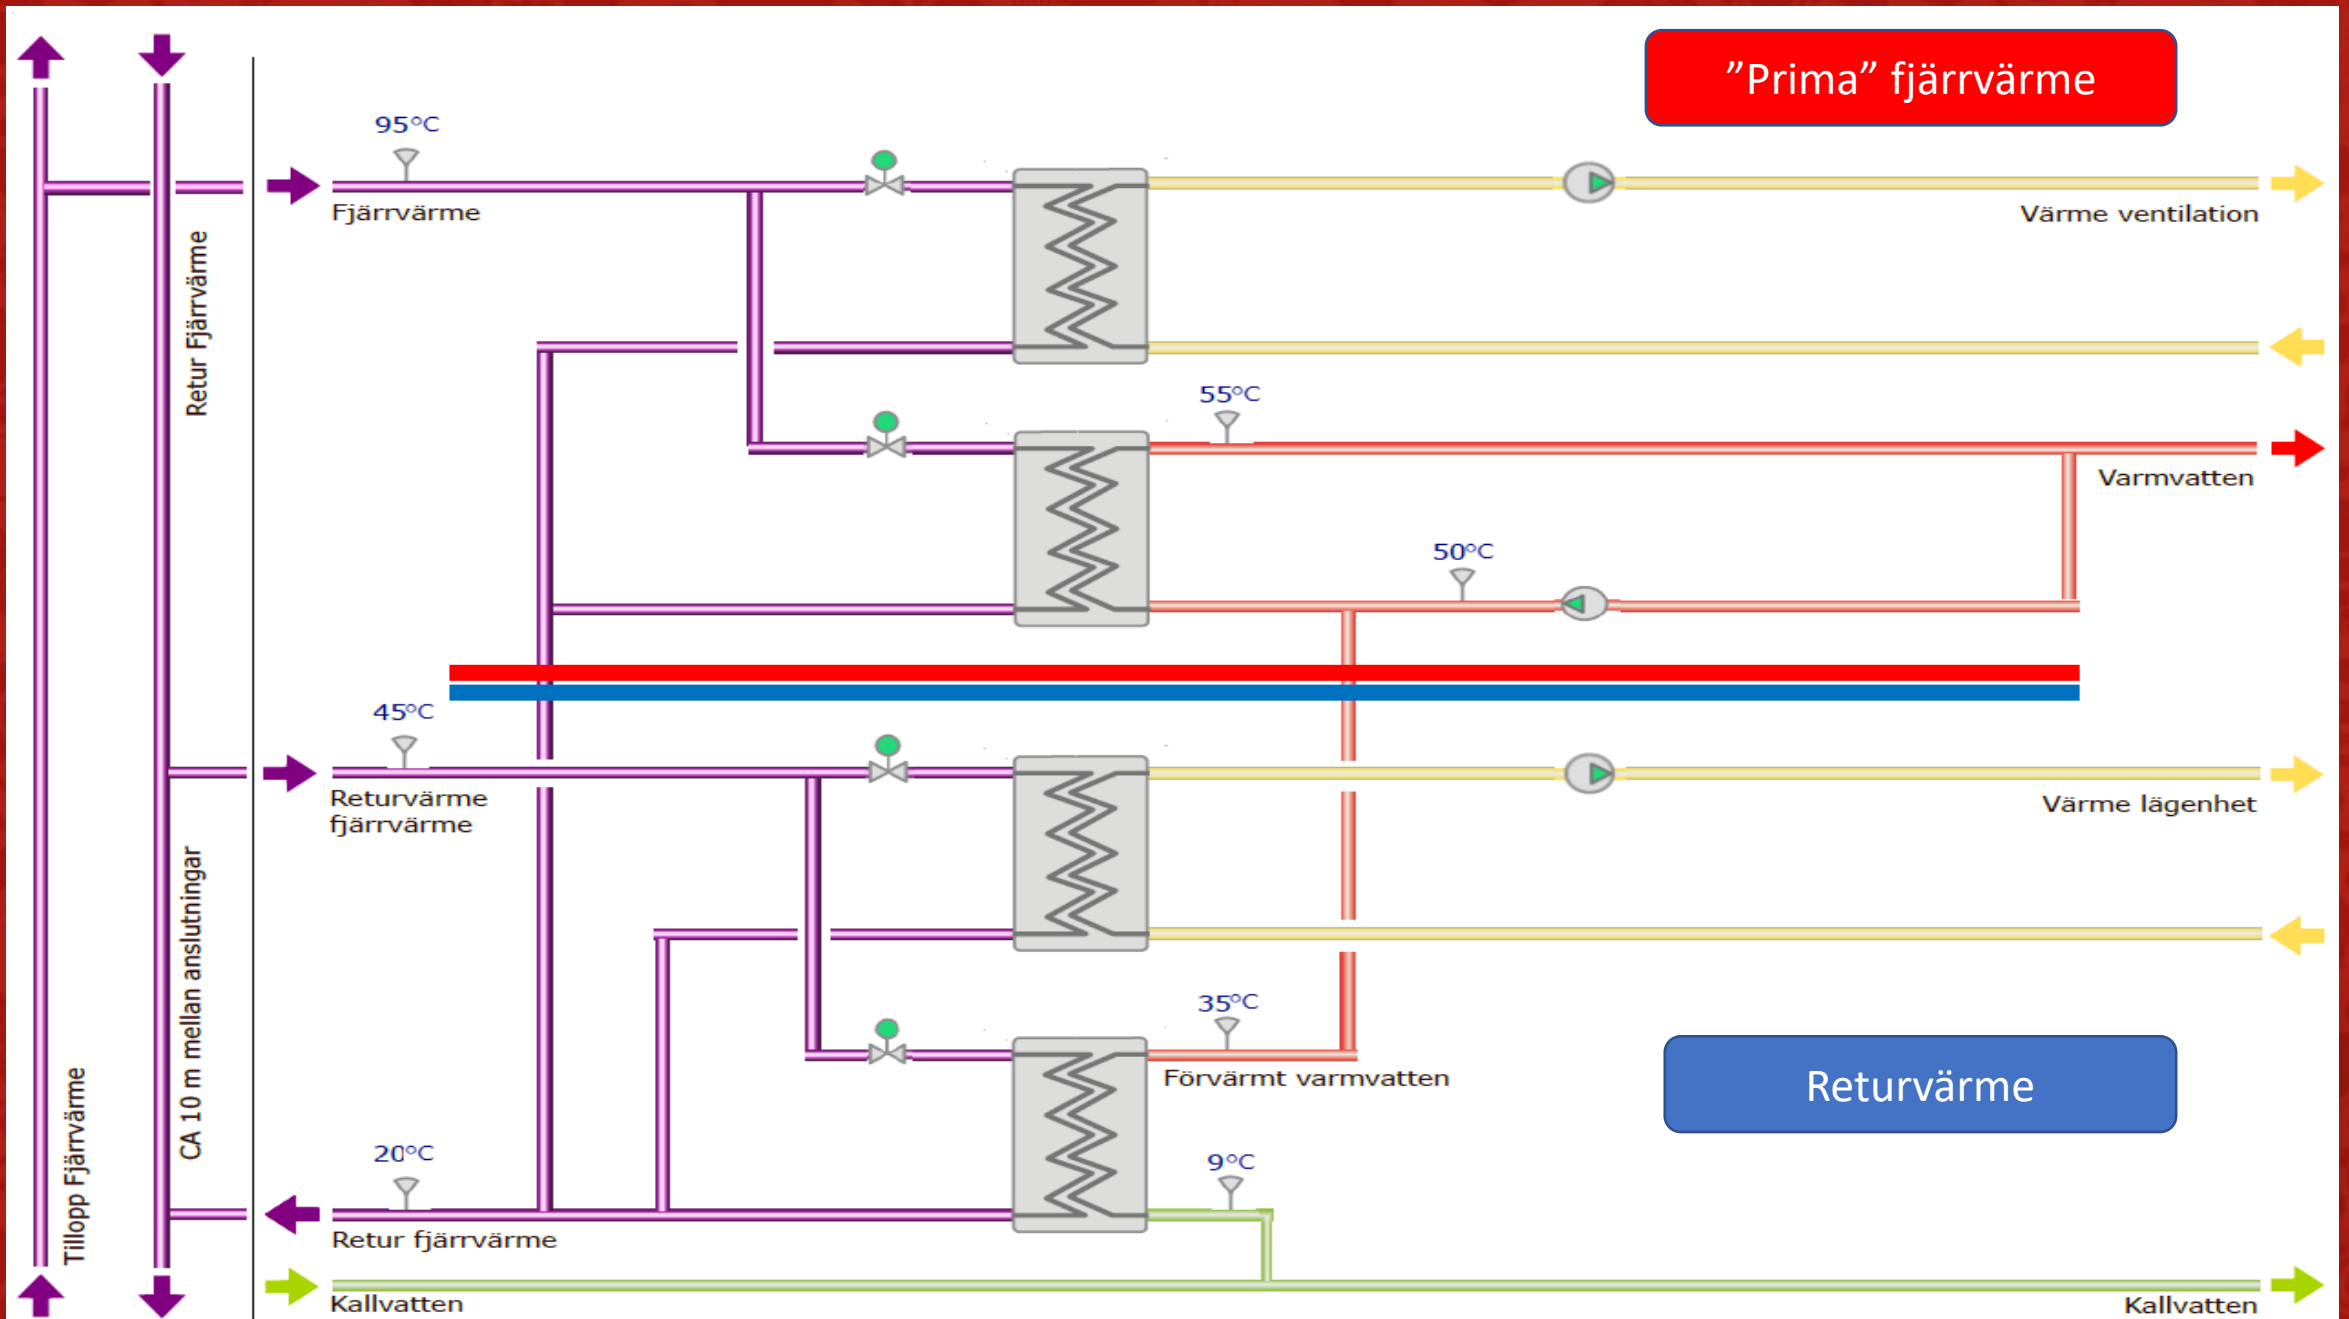 ”Prima” fjärrvärme
95°C
Fjärrvärme
Värme ventilation
Retur Fjärrvärme
55°C
Varmvatten
50°C
45°C
Returvärme
fjärrvärme
Värme lägenhet
CA 10 m mellan anslutningar
35°C
Förvärmt varmvatten
Returvärme
Tillopp Fjärrvärme
20°C
9°C
Retur fjärrvärme
Kallvatten
Kallvatten